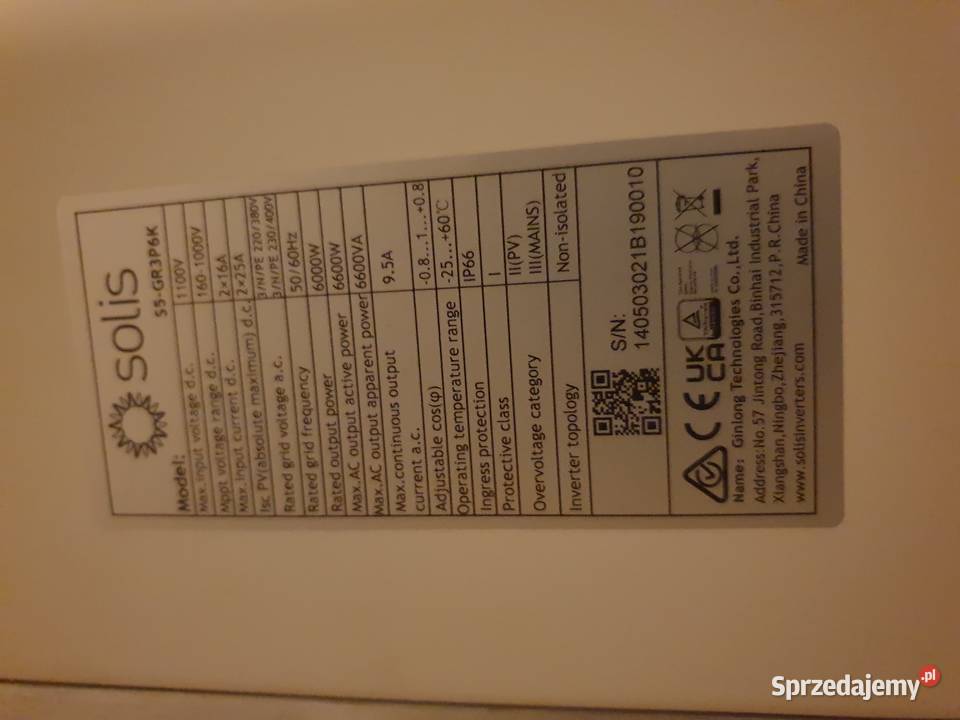 solis
Model: S5-GR3P6K
Max.input voltage d.c. 1100V
Mppt voltage range d.c. 160-1000V
Max.input current d.c. 2×16A
Isc PV(absolute maximum) d.c. 2×25A
Rated grid voltage a.c. 3/N/PE 220/380V
3/N/PE 230/400V
Rated grid frequency 50/60Hz
Rated output power 6000W
Max.AC output active power 6600W
Max.AC output apparent power 6600VA
Max.continuous output
current a.c. 9.5A
Adjustable cos(φ) -0.8...1...+0.8
Operating temperature range -25...+60℃
Ingress protection IP66
Protective class I
Overvoltage category II(PV)
III(MAINS)
Inverter topology Non-isolated
S/N:
140503021B190010
CE UK
CA
Name: Ginlong Technologies Co.,Ltd.
Address:No.57 Jintong Road,Binhai Industrial Park,
Xiangshan,Ningbo,Zhejiang,315712,P.R.China
www.solisinverters.com Made in China
Sprzedajemy.pl